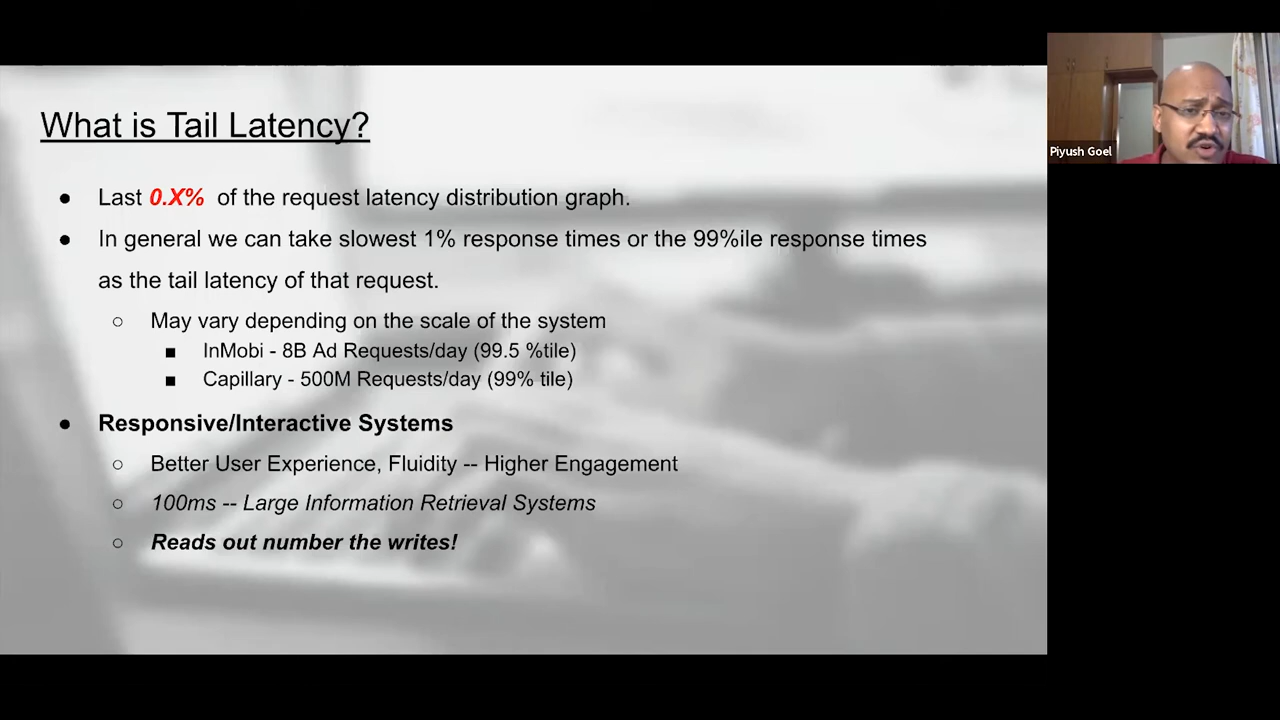 What is Tail Latency?
● Last 0.X% of the request latency distribution graph.
● In general we can take slowest 1% response times or the 99%ile response times
as the tail latency of that request.
○ May vary depending on the scale of the system
■ InMobi - 8B Ad Requests/day (99.5 %tile)
■ Capillary - 500M Requests/day (99% tile)
● Responsive/Interactive Systems
○ Better User Experience, Fluidity -- Higher Engagement
○ 100ms -- Large Information Retrieval Systems
○ Reads out number the writes!
Piyush Goel